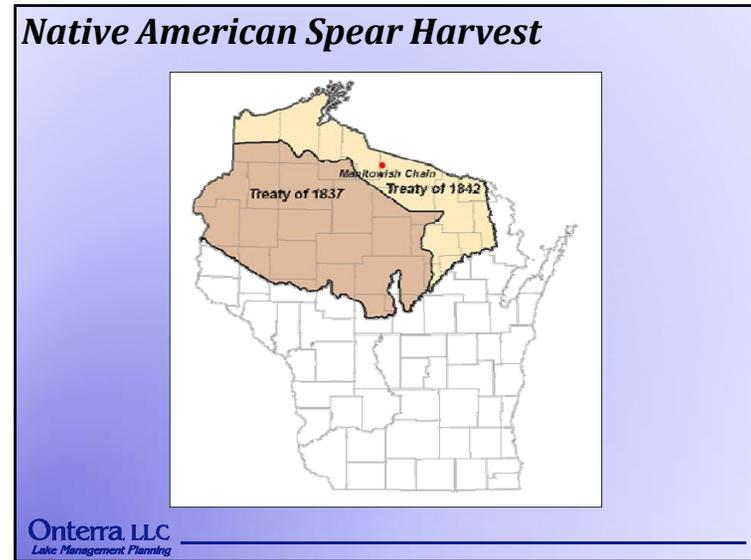 Native American Spear Harvest
Manitowish Chain
Treaty of 1837
Treaty of 1842
Onterra, LLC
Lake Management Planning